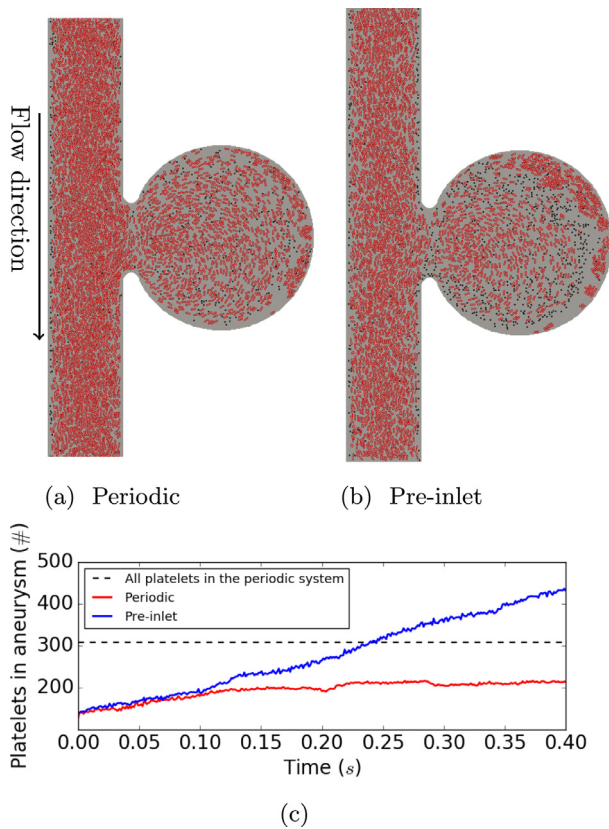 Flow direction
(a) Periodic
(b) Pre-inlet
Platelets in aneurysm (#)
500
400
300
200
All platelets in the periodic system
Periodic
Pre-inlet
0.00 0.05 0.10 0.15 0.20 0.25 0.30 0.35 0.40
Time (s)
(c)